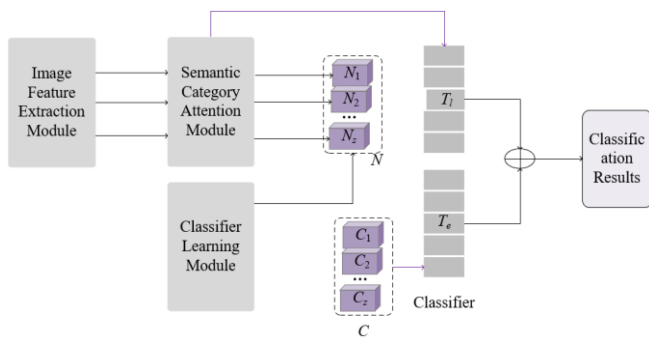 Image
Feature
Extraction
Module
Semantic
Category
Attention
Module
N1
N2
...
Nz
N
Classifier
Learning
Module
C1
C2
...
Cz
C
Tl
Te
Classifier
Classific
ation
Results